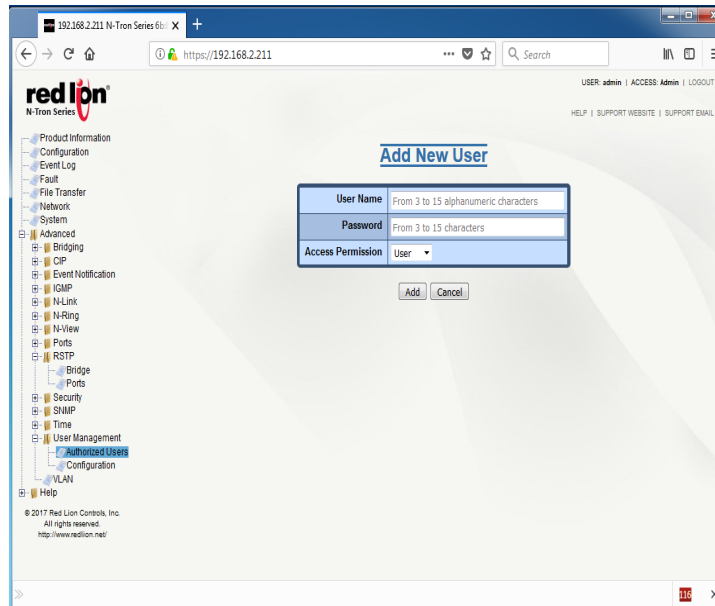 192.168.2.211 N-Tron Series 6b
https://192.168.2.211
Search
USER: admin | ACCESS: Admin | LOGOUT
red lion®
N-Tron Series
HELP | SUPPORT WEBSITE | SUPPORT EMAIL
Product Information
Configuration
Event Log
Fault
File Transfer
Network
System
Advanced
Bridging
CIP
Event Notification
IGMP
N-Link
N-Ring
N-View
Ports
RSTP
Bridge
Ports
Security
SNMP
Time
User Management
Authorized Users
Configuration
VLAN
Help
© 2017 Red Lion Controls, Inc.
All rights reserved.
http://www.redlion.net/
Add New User
User Name From 3 to 15 alphanumeric characters
Password From 3 to 15 characters
Access Permission User
Add Cancel
116